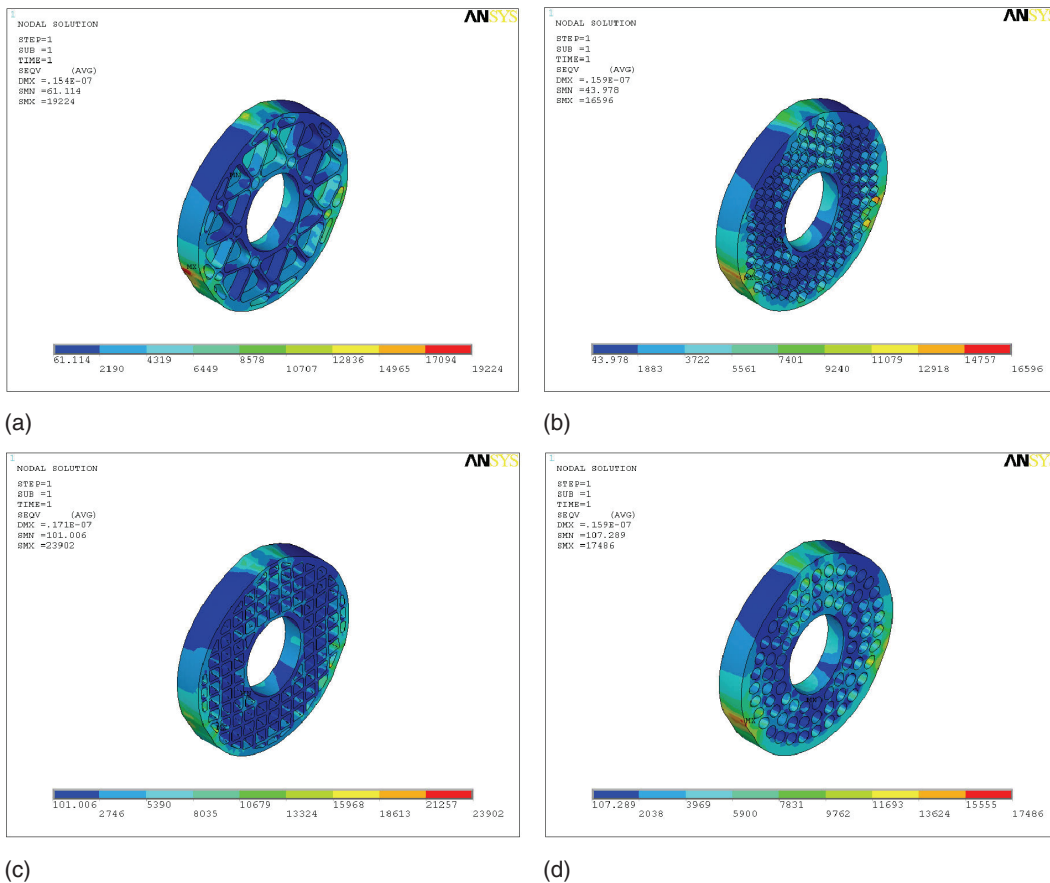 1
ANSYS
NODAL SOLUTION
STEP=1
SUB =1
TIME=1
SEQV (AVG)
DMX =.154E-07
SMN =61.114
SMX =19224
MN
MX
61.114 4319 8578 12836 17094
2190 6449 10707 14965 19224
(a)
1
ANSYS
NODAL SOLUTION
STEP=1
SUB =1
TIME=1
SEQV (AVG)
DMX =.159E-07
SMN =43.978
SMX =16596
MN
MX
43.978 3722 7401 11079 14757
1883 5561 9240 12918 16596
(b)
1
ANSYS
NODAL SOLUTION
STEP=1
SUB =1
TIME=1
SEQV (AVG)
DMX =.171E-07
SMN =101.006
SMX =23902
101.006 5390 10679 15968 21257
2746 8035 13324 18613 23902
(c)
1
ANSYS
NODAL SOLUTION
STEP=1
SUB =1
TIME=1
SEQV (AVG)
DMX =.159E-07
SMN =107.289
SMX =17486
MN
MX
107.289 3969 7831 11693 15555
2038 5900 9762 13624 17486
(d)